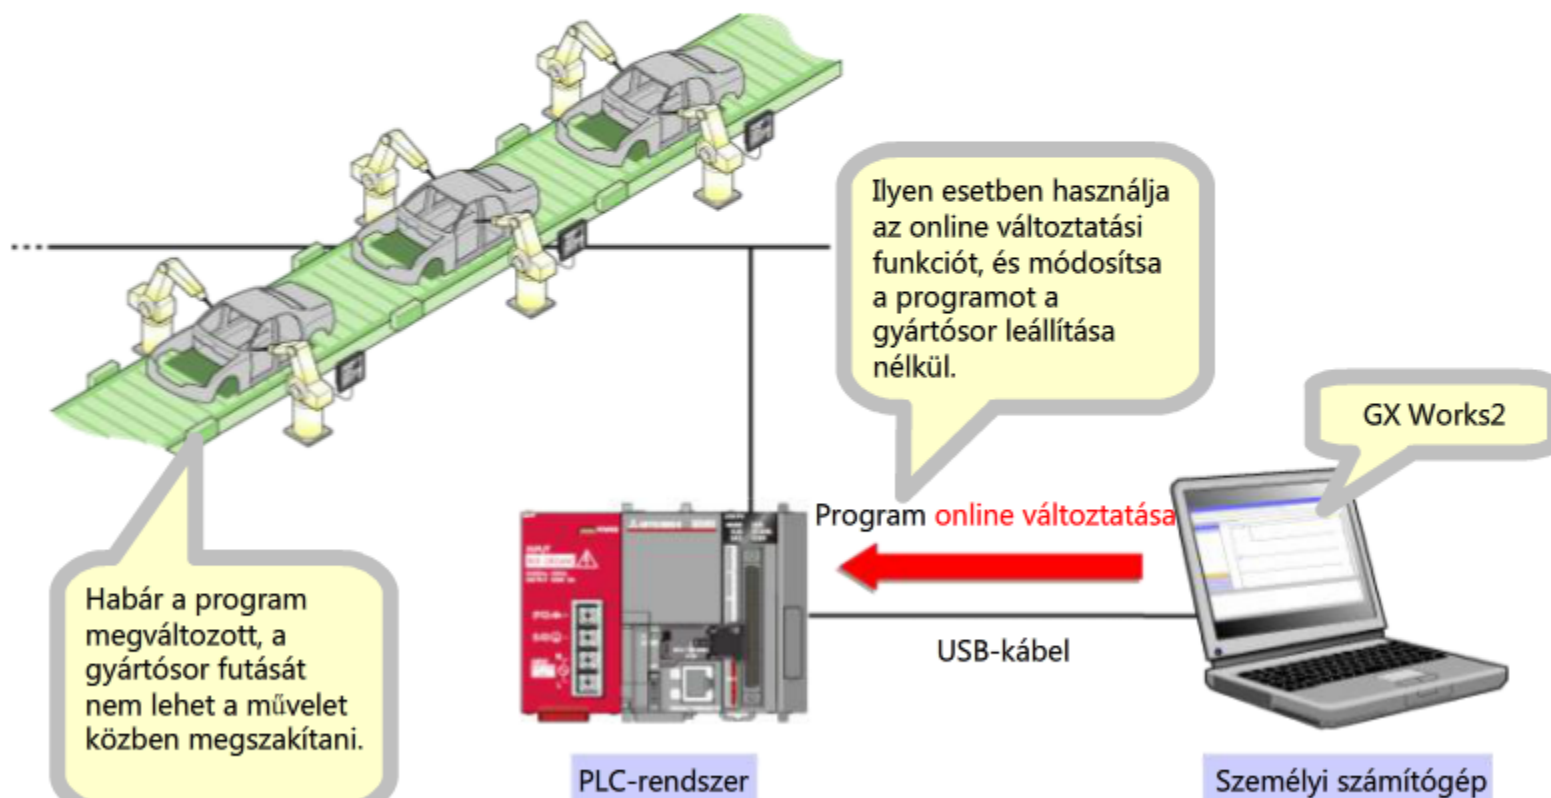 Ilyen esetben használja
az online változtatási
funkciót, és módosítsa
a programot a
gyártósor leállítása
nélkül.
GX Works2
Program online változtatása
Habár a program
megváltozott, a
gyártósor futását
nem lehet a művelet
közben megszakítani.
USB-kábel
PLC-rendszer
Személyi számítógép